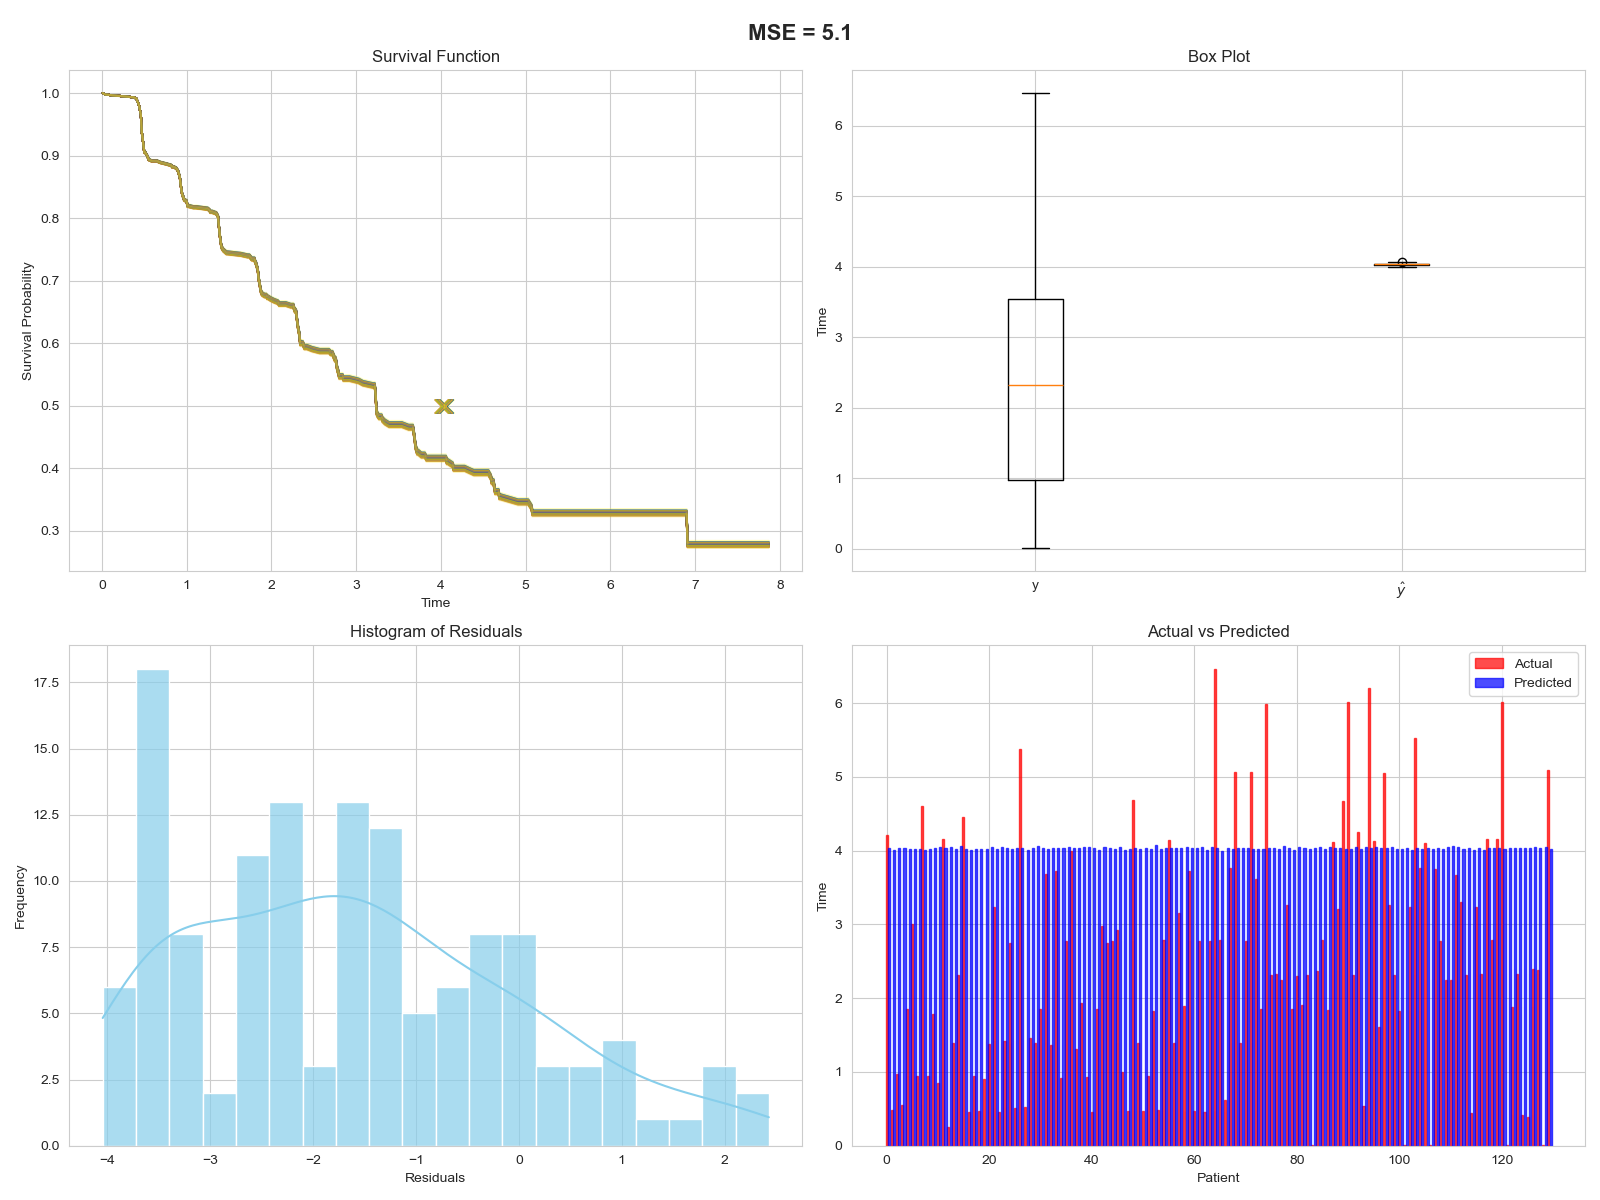 MSE = 5.1
Survival Function
Survival Probability
1.0
0.9
0.8
0.7
0.6
0.5
0.4
0.3
0 1 2 3 4 5 6 7 8
Time
Box Plot
Time
6
5
4
3
2
1
0
y ŷ
Histogram of Residuals
Frequency
17.5
15.0
12.5
10.0
7.5
5.0
2.5
0.0
−4 −3 −2 −1 0 1 2
Residuals
Actual vs Predicted
Actual
Predicted
Time
6
5
4
3
2
1
0
0 20 40 60 80 100 120
Patient